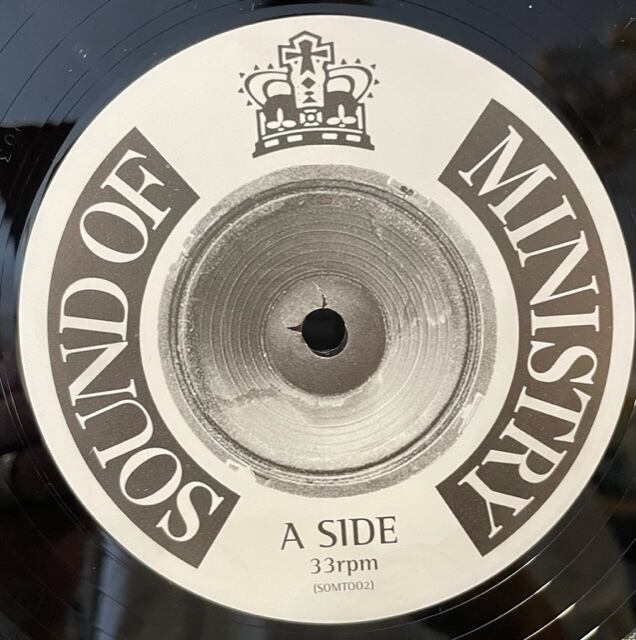 SOUND OF
MINISTRY
A SIDE
33rpm
(SOMT002)